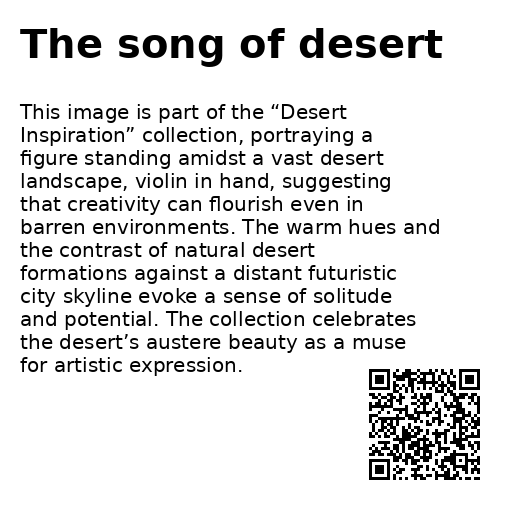 The song of desert
This image is part of the “Desert
Inspiration” collection, portraying a
figure standing amidst a vast desert
landscape, violin in hand, suggesting
that creativity can flourish even in
barren environments. The warm hues and
the contrast of natural desert
formations against a distant futuristic
city skyline evoke a sense of solitude
and potential. The collection celebrates
the desert’s austere beauty as a muse
for artistic expression.